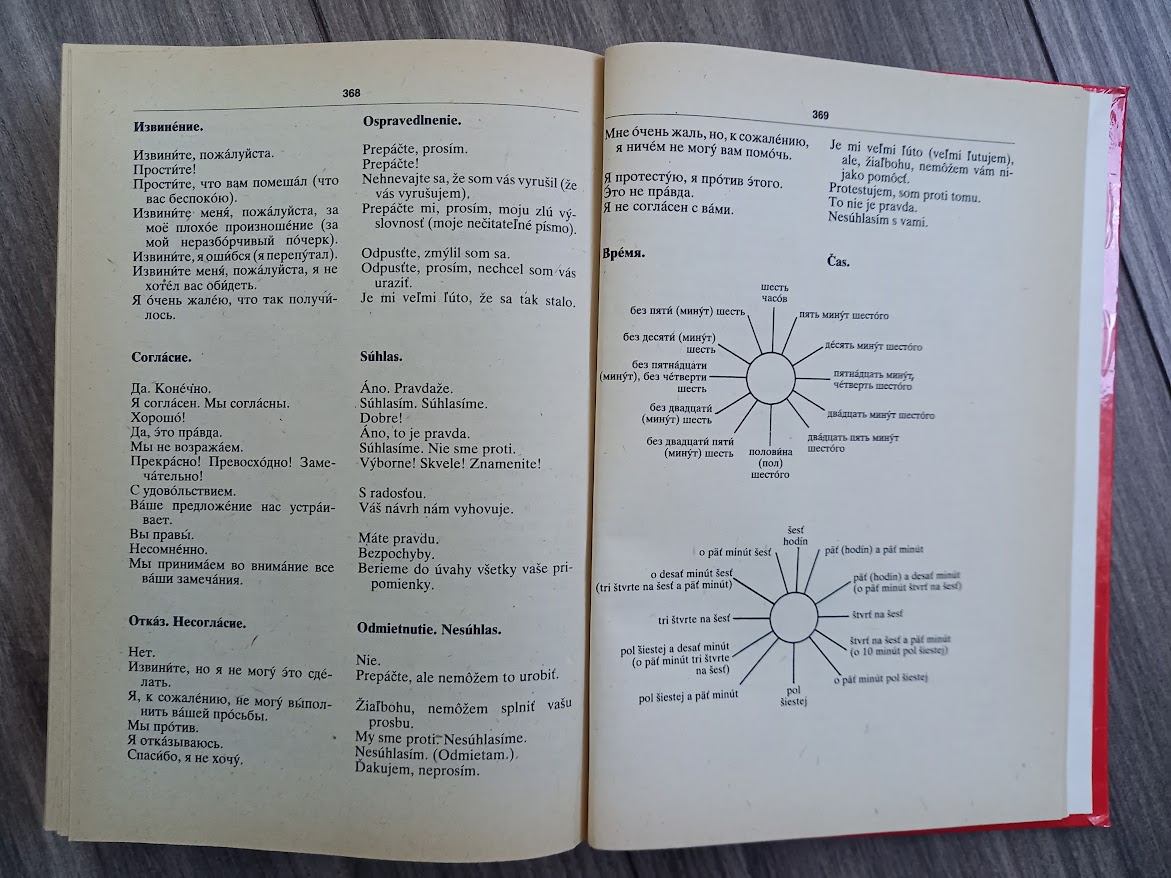 368
Извине́ние.
Извини́те, пожа́луйста.
Прости́те!
Прости́те, что вам помеша́л (что
вас беспоко́ю).
Извини́те меня́, пожа́луйста, за
моё плохо́е произноше́ние (за
мой неразбо́рчивый по́черк).
Извини́те, я оши́бся (я перепу́тал).
Извини́те меня́, пожа́луйста, я не
хоте́л вас оби́деть.
Я о́чень жале́ю, что так получи́-
лось.
Ospravedlnenie.
Prepáčte, prosím.
Prepáčte!
Nehnevajte sa, že som vás vyrušil (že
vás vyrušujem).
Prepáčte mi, prosím, moju zlú vý-
slovnosť (moje nečitateľné písmo).
Odpusťte, zmýlil som sa.
Odpusťte, prosím, nechcel som vás
uraziť.
Je mi veľmi ľúto, že sa tak stalo.
Согла́сие.
Да. Коне́чно.
Я согла́сен. Мы согла́сны.
Хорошо́!
Да, э́то пра́вда.
Мы не возража́ем.
Прекра́сно! Превосхо́дно! Заме-
ча́тельно!
С удово́льствием.
Ва́ше предложе́ние нас устра́и-
вает.
Вы пра́вы.
Несомне́нно.
Мы принима́ем во внима́ние все
ва́ши замеча́ния.
Súhlas.
Áno. Pravdaže.
Súhlasím. Súhlasíme.
Dobre!
Áno, to je pravda.
Súhlasíme. Nie sme proti.
Výborne! Skvele! Znamenite!
S radosťou.
Váš návrh nám vyhovuje.
Máte pravdu.
Bezpochyby.
Berieme do úvahy všetky vaše pri-
pomienky.
Отка́з. Несогла́сие.
Нет.
Извини́те, но я не могу́ э́то сде́-
лать.
Я, к сожале́нию, не могу́ вы́пол-
нить ва́шей про́сьбы.
Мы про́тив.
Я отка́зываюсь.
Спаси́бо, я не хочу́.
Odmietnutie. Nesúhlas.
Nie.
Prepáčte, ale nemôžem to urobiť.
Žiaľbohu, nemôžem splniť vašu
prosbu.
My sme proti. Nesúhlasíme.
Nesúhlasím. (Odmietam.)
Ďakujem, neprosím.
369
Мне о́чень жаль, но, к сожале́нию,
я ниче́м не могу́ вам помо́чь.
Я протесту́ю, я про́тив э́того.
Э́то не пра́вда.
Я не согла́сен с ва́ми.
Je mi veľmi ľúto (veľmi ľutujem),
ale, žiaľbohu, nemôžem vám ni-
jako pomôcť.
Protestujem, som proti tomu.
To nie je pravda.
Nesúhlasím s vami.
Вре́мя.
Čas.
шесть
часо́в
пять мину́т шесто́го
де́сять мину́т шесто́го
пятна́дцать мину́т,
че́тверть шесто́го
два́дцать мину́т шесто́го
два́дцать пять мину́т
шесто́го
полови́на
(пол)
шесто́го
без двадцати́ пяти́
(мину́т) шесть
без двадцати́
(мину́т) шесть
без пятна́дцати
(мину́т), без че́тверти
шесть
без десяти́ (мину́т)
шесть
без пяти́ (мину́т) шесть
šesť
hodín
päť (hodín) a päť minút
päť (hodín) a desať minút
(o päť minút štvrť na šesť)
štvrť na šesť
štvrť na šesť a päť minút
(o 10 minút pol šiestej)
o päť minút pol šiestej
pol
šiestej
pol šiestej a päť minút
pol šiestej a desať minút
(o päť minút tri štvrte
na šesť)
tri štvrte na šesť
o desať minút šesť
(tri štvrte na šesť a päť minút)
o päť minút šesť